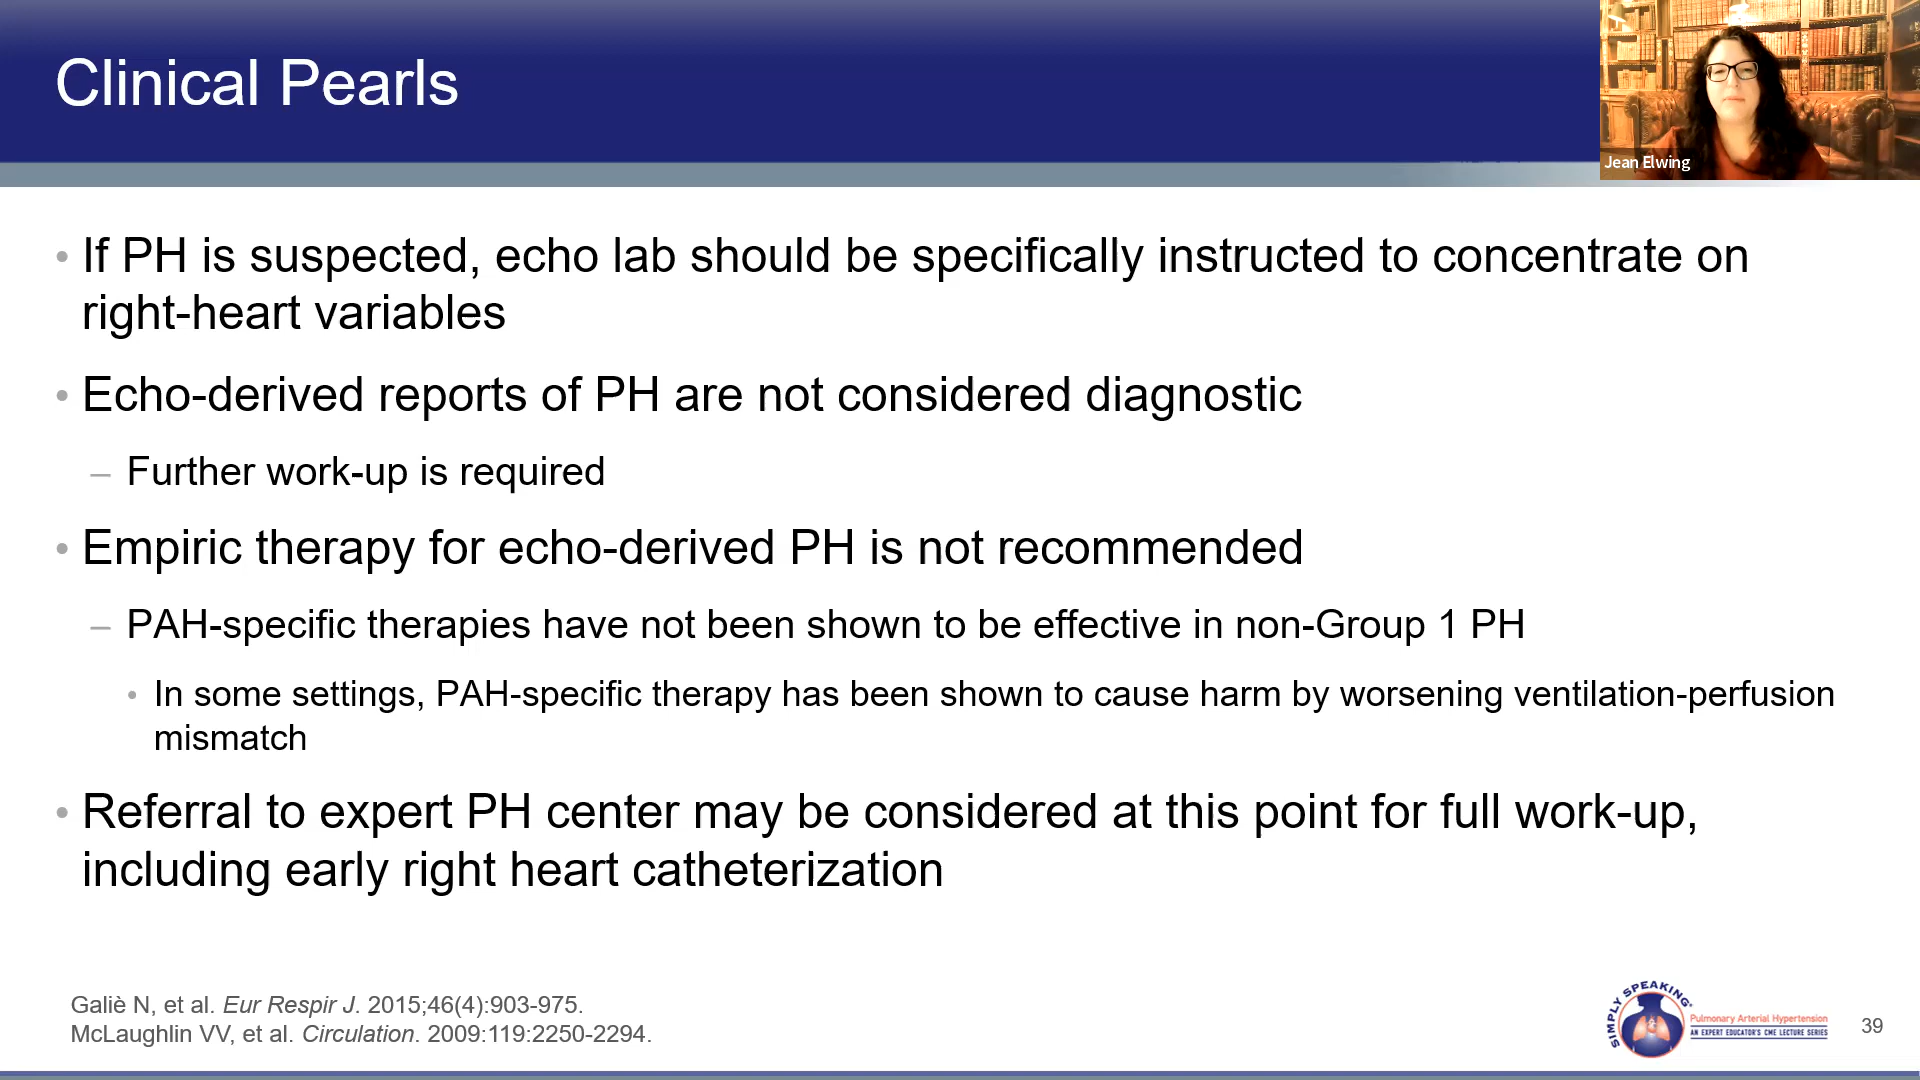 Clinical Pearls
Jean Elwing
• If PH is suspected, echo lab should be specifically instructed to concentrate on
right-heart variables
• Echo-derived reports of PH are not considered diagnostic
– Further work-up is required
• Empiric therapy for echo-derived PH is not recommended
– PAH-specific therapies have not been shown to be effective in non-Group 1 PH
• In some settings, PAH-specific therapy has been shown to cause harm by worsening ventilation-perfusion
mismatch
• Referral to expert PH center may be considered at this point for full work-up,
including early right heart catheterization
Galiè N, et al. Eur Respir J. 2015;46(4):903-975.
McLaughlin VV, et al. Circulation. 2009:119:2250-2294.
SIMPLY SPEAKING®
Pulmonary Arterial Hypertension
AN EXPERT EDUCATOR'S CME LECTURE SERIES
39